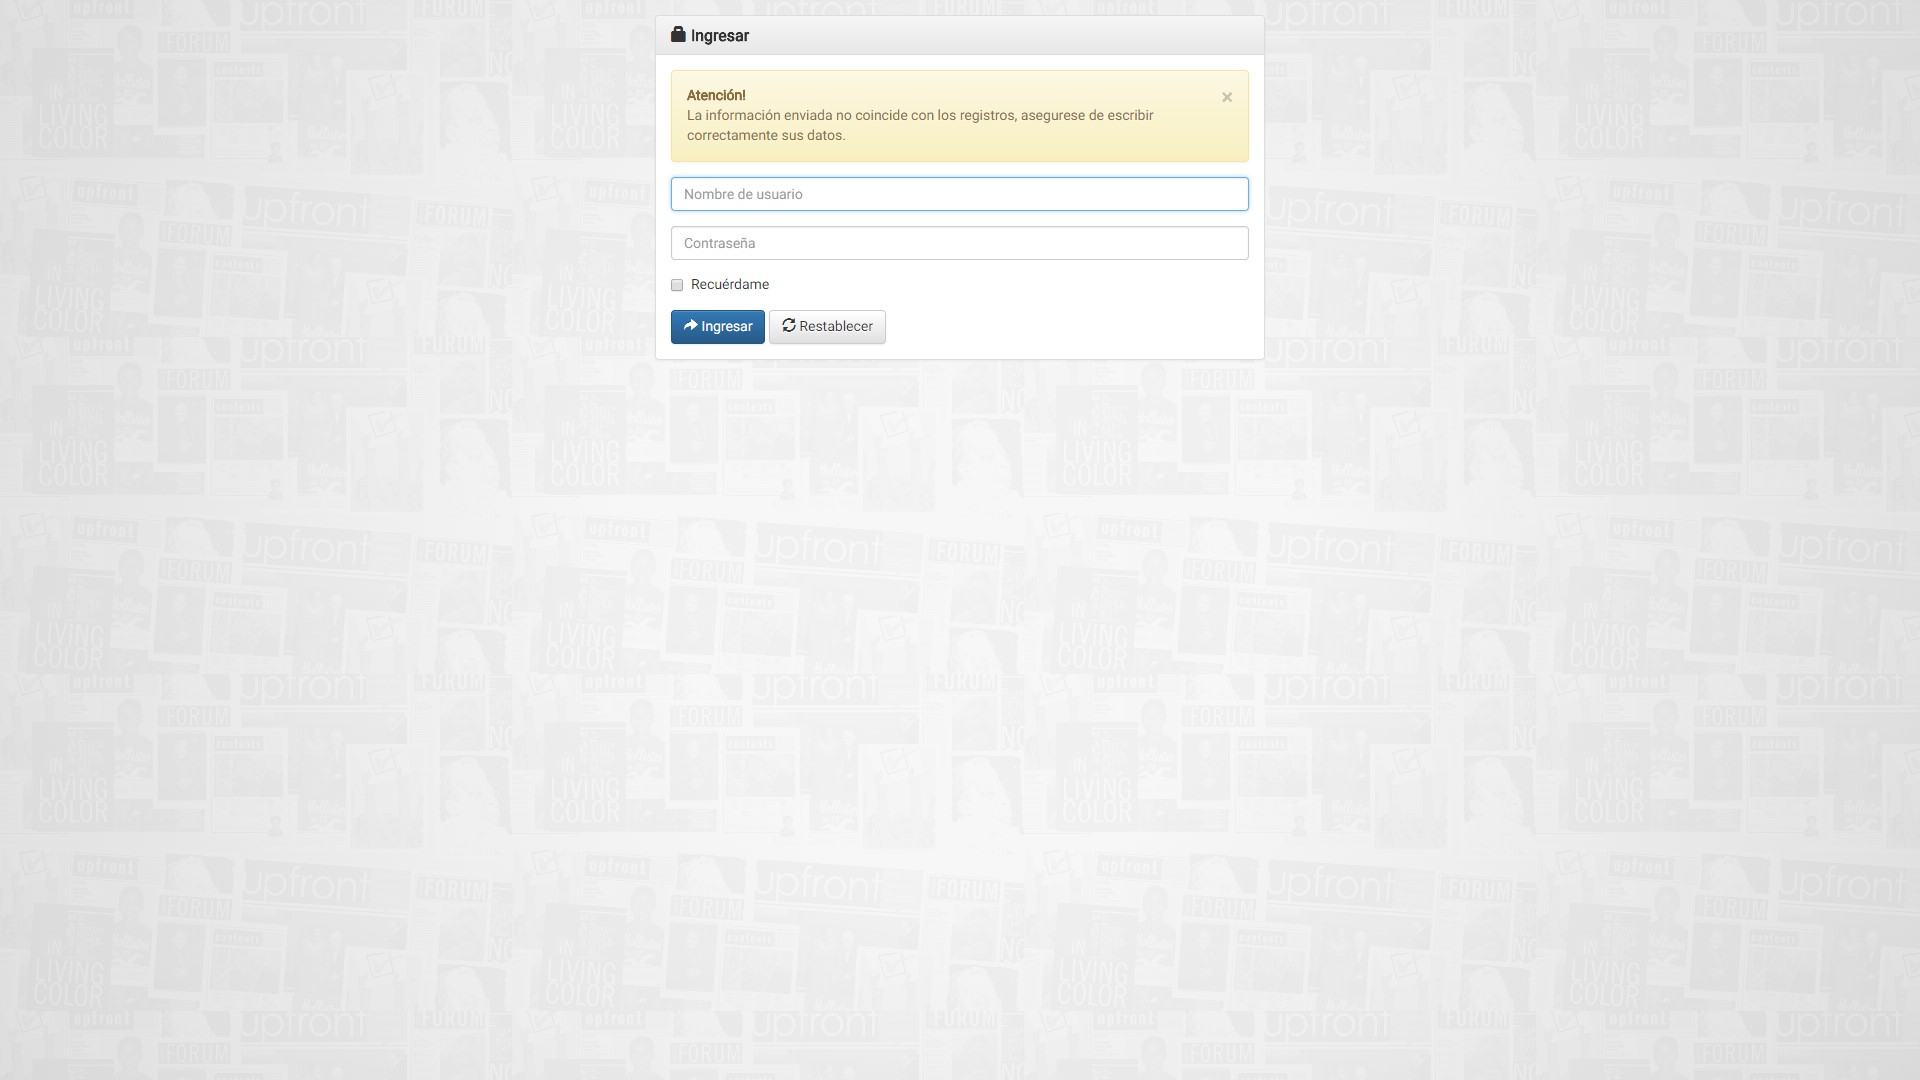 Ingresar
Atención!
×
La información enviada no coincide con los registros, asegurese de escribir
correctamente sus datos.
Nombre de usuario
Contraseña
Recuérdame
Ingresar
Restablecer